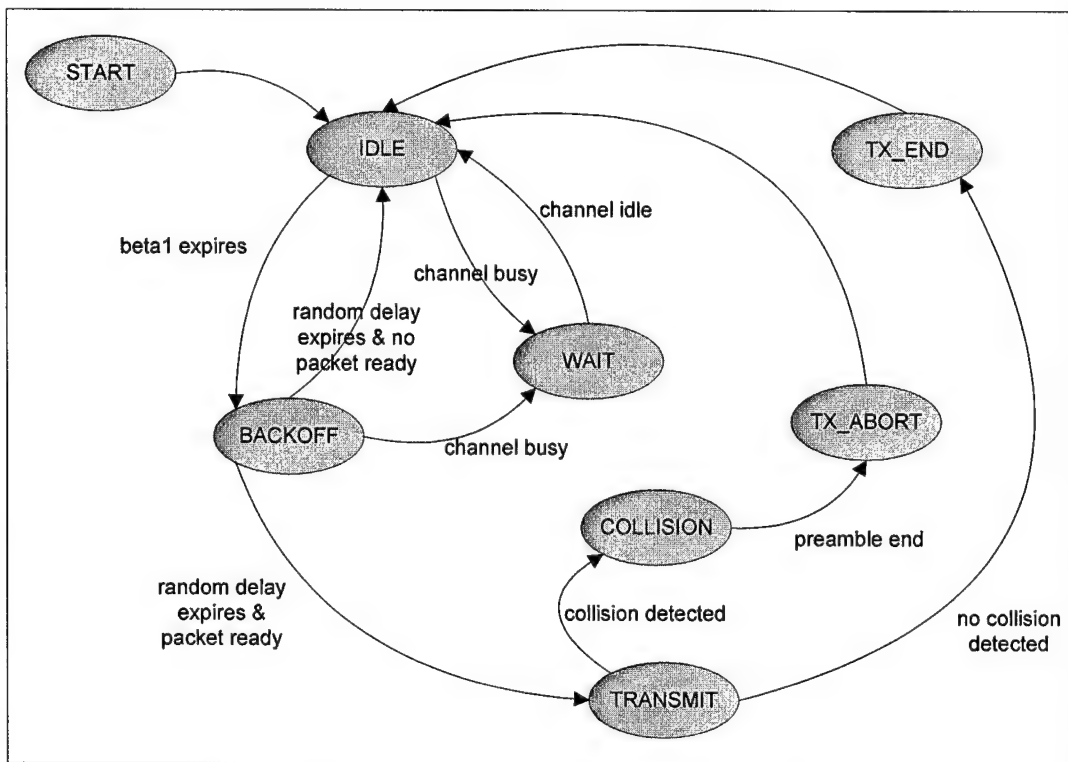 START
IDLE
TX_END
channel idle
beta1 expires
channel busy
random delay
expires & no
packet ready
WAIT
BACKOFF
TX_ABORT
channel busy
COLLISION
preamble end
random delay
expires &
packet ready
collision detected
no collision
detected
TRANSMIT